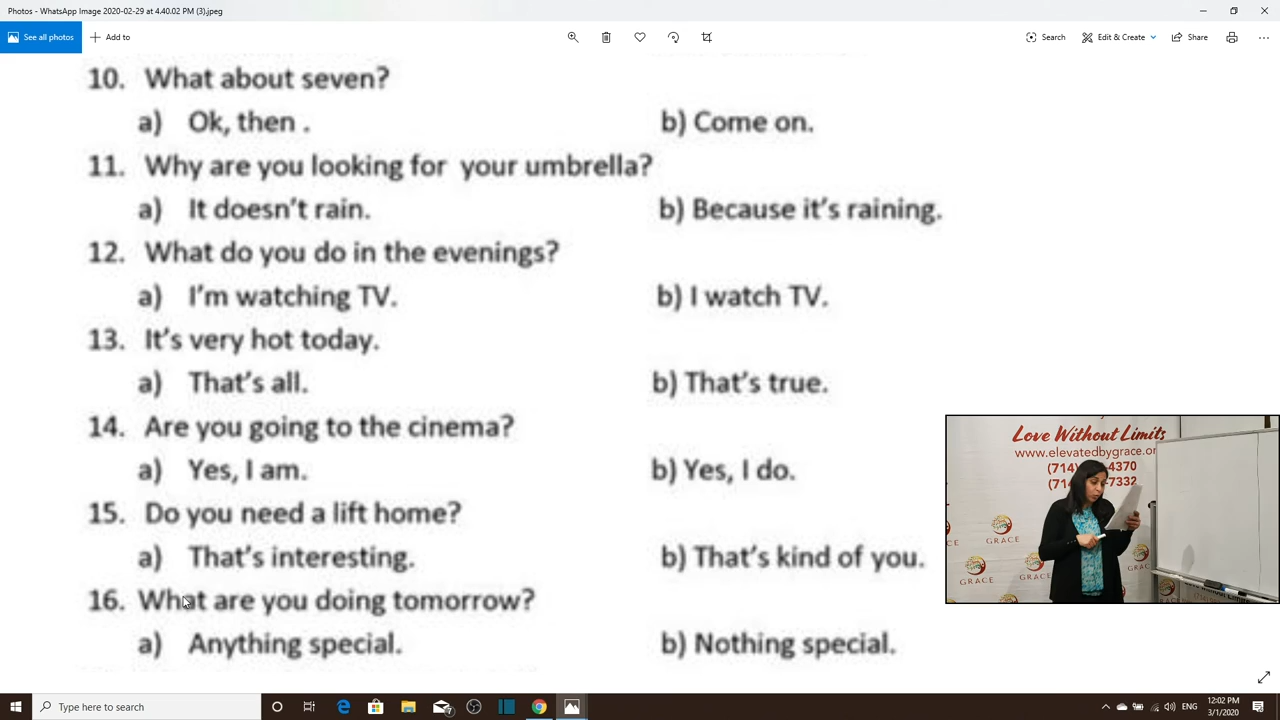 Photos - WhatsApp Image 2020-02-29 at 4.40.02 PM (3).jpeg
See all photos + Add to Search Edit & Create Share
10. What about seven?
a) Ok, then . b) Come on.
11. Why are you looking for your umbrella?
a) It doesn't rain. b) Because it's raining.
12. What do you do in the evenings?
a) I'm watching TV. b) I watch TV.
13. It's very hot today.
a) That's all. b) That's true.
14. Are you going to the cinema?
a) Yes, I am. b) Yes, I do.
15. Do you need a lift home?
a) That's interesting. b) That's kind of you.
16. What are you doing tomorrow?
a) Anything special. b) Nothing special.
Love Without Limits
www.elevatedbygrace.or
(714) 4370
(71 7332
GRACE
GRACE
GRACE
Type here to search
ENG
12:02 PM
3/1/2020